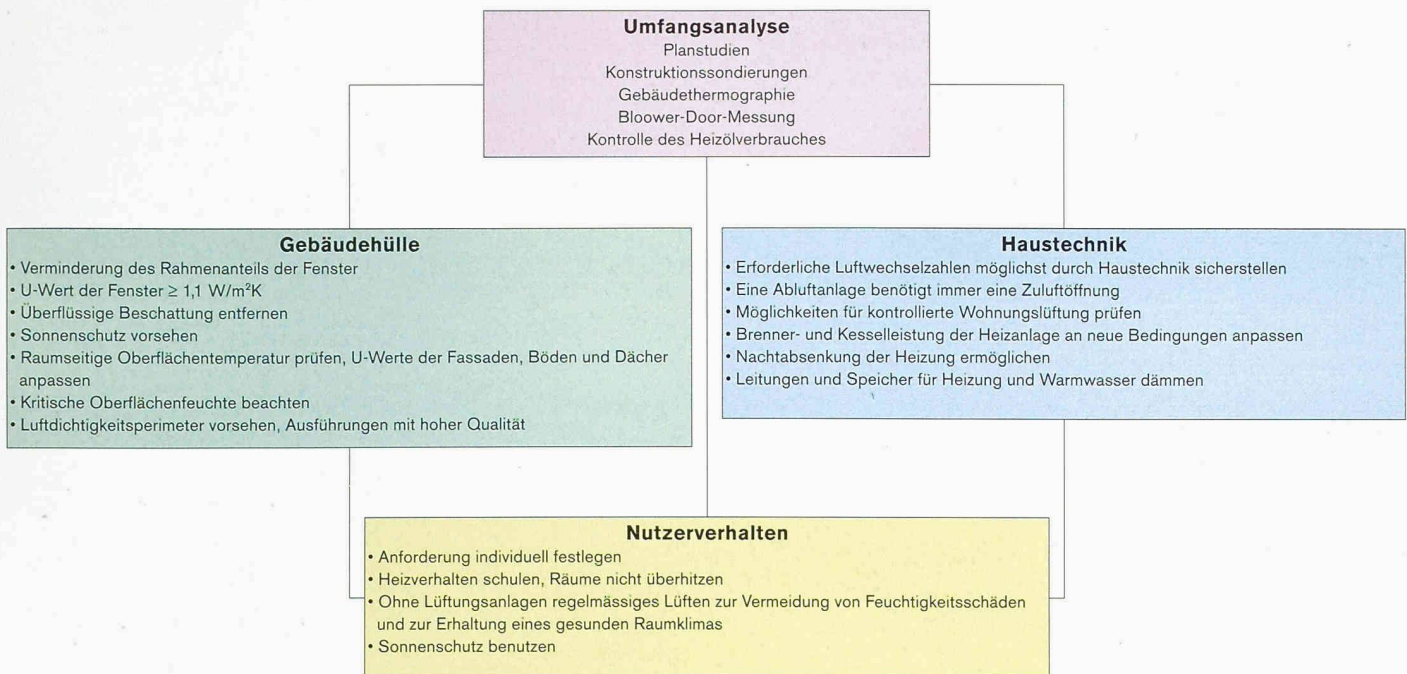 Umfangsanalyse
Planstudien
Konstruktionssondierungen
Gebäudethermographie
Bloower-Door-Messung
Kontrolle des Heizölverbrauches
Gebäudehülle
• Verminderung des Rahmenanteils der Fenster
• U-Wert der Fenster ≥ 1,1 W/m²K
• Überflüssige Beschattung entfernen
• Sonnenschutz vorsehen
• Raumseitige Oberflächentemperatur prüfen, U-Werte der Fassaden, Böden und Dächer
anpassen
• Kritische Oberflächenfeuchte beachten
• Luftdichtigkeitsperimeter vorsehen, Ausführungen mit hoher Qualität
Haustechnik
• Erforderliche Luftwechselzahlen möglichst durch Haustechnik sicherstellen
• Eine Abluftanlage benötigt immer eine Zuluftöffnung
• Möglichkeiten für kontrollierte Wohnungslüftung prüfen
• Brenner- und Kesselleistung der Heizanlage an neue Bedingungen anpassen
• Nachtabsenkung der Heizung ermöglichen
• Leitungen und Speicher für Heizung und Warmwasser dämmen
Nutzerverhalten
• Anforderung individuell festlegen
• Heizverhalten schulen, Räume nicht überhitzen
• Ohne Lüftungsanlagen regelmässiges Lüften zur Vermeidung von Feuchtigkeitsschäden
und zur Erhaltung eines gesunden Raumklimas
• Sonnenschutz benutzen